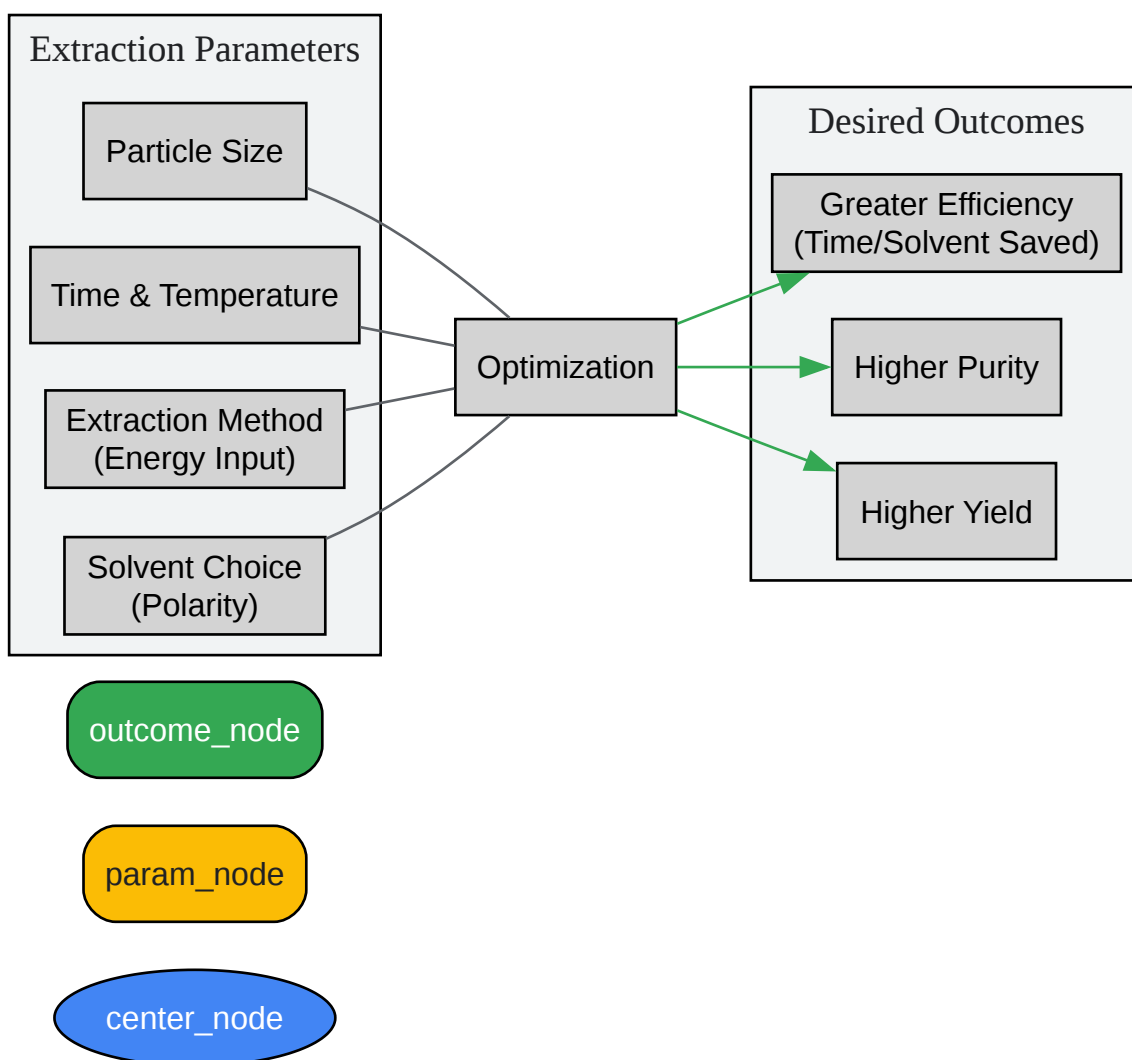 Extraction Parameters
Particle Size
Time & Temperature
Extraction Method
(Energy Input)
Solvent Choice
(Polarity)
Optimization
Desired Outcomes
Greater Efficiency
(Time/Solvent Saved)
Higher Purity
Higher Yield
outcome_node
param_node
center_node